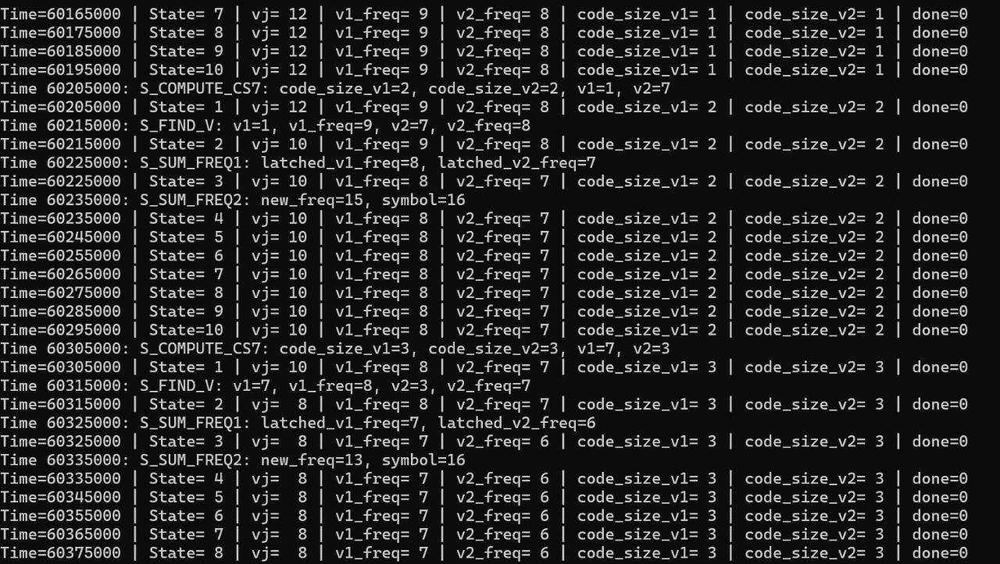 Time=60165000 | State= 7 | vj= 12 | v1_freq= 9 | v2_freq= 8 | code_size_v1= 1 | code_size_v2= 1 | done=0
Time=60175000 | State= 8 | vj= 12 | v1_freq= 9 | v2_freq= 8 | code_size_v1= 1 | code_size_v2= 1 | done=0
Time=60185000 | State= 9 | vj= 12 | v1_freq= 9 | v2_freq= 8 | code_size_v1= 1 | code_size_v2= 1 | done=0
Time=60195000 | State=10 | vj= 12 | v1_freq= 9 | v2_freq= 8 | code_size_v1= 1 | code_size_v2= 1 | done=0
Time 60205000: S_COMPUTE_CS7: code_size_v1=2, code_size_v2=2, v1=1, v2=7
Time=60205000 | State= 1 | vj= 12 | v1_freq= 9 | v2_freq= 8 | code_size_v1= 2 | code_size_v2= 2 | done=0
Time 60215000: S_FIND_V: v1=1, v1_freq=9, v2=7, v2_freq=8
Time=60215000 | State= 2 | vj= 10 | v1_freq= 9 | v2_freq= 8 | code_size_v1= 2 | code_size_v2= 2 | done=0
Time 60225000: S_SUM_FREQ1: latched_v1_freq=8, latched_v2_freq=7
Time=60225000 | State= 3 | vj= 10 | v1_freq= 8 | v2_freq= 7 | code_size_v1= 2 | code_size_v2= 2 | done=0
Time 60235000: S_SUM_FREQ2: new_freq=15, symbol=16
Time=60235000 | State= 4 | vj= 10 | v1_freq= 8 | v2_freq= 7 | code_size_v1= 2 | code_size_v2= 2 | done=0
Time=60245000 | State= 5 | vj= 10 | v1_freq= 8 | v2_freq= 7 | code_size_v1= 2 | code_size_v2= 2 | done=0
Time=60255000 | State= 6 | vj= 10 | v1_freq= 8 | v2_freq= 7 | code_size_v1= 2 | code_size_v2= 2 | done=0
Time=60265000 | State= 7 | vj= 10 | v1_freq= 8 | v2_freq= 7 | code_size_v1= 2 | code_size_v2= 2 | done=0
Time=60275000 | State= 8 | vj= 10 | v1_freq= 8 | v2_freq= 7 | code_size_v1= 2 | code_size_v2= 2 | done=0
Time=60285000 | State= 9 | vj= 10 | v1_freq= 8 | v2_freq= 7 | code_size_v1= 2 | code_size_v2= 2 | done=0
Time=60295000 | State=10 | vj= 10 | v1_freq= 8 | v2_freq= 7 | code_size_v1= 2 | code_size_v2= 2 | done=0
Time 60305000: S_COMPUTE_CS7: code_size_v1=3, code_size_v2=3, v1=7, v2=3
Time=60305000 | State= 1 | vj= 10 | v1_freq= 8 | v2_freq= 7 | code_size_v1= 3 | code_size_v2= 3 | done=0
Time 60315000: S_FIND_V: v1=7, v1_freq=8, v2=3, v2_freq=7
Time=60315000 | State= 2 | vj=  8 | v1_freq= 8 | v2_freq= 7 | code_size_v1= 3 | code_size_v2= 3 | done=0
Time 60325000: S_SUM_FREQ1: latched_v1_freq=7, latched_v2_freq=6
Time=60325000 | State= 3 | vj=  8 | v1_freq= 7 | v2_freq= 6 | code_size_v1= 3 | code_size_v2= 3 | done=0
Time 60335000: S_SUM_FREQ2: new_freq=13, symbol=16
Time=60335000 | State= 4 | vj=  8 | v1_freq= 7 | v2_freq= 6 | code_size_v1= 3 | code_size_v2= 3 | done=0
Time=60345000 | State= 5 | vj=  8 | v1_freq= 7 | v2_freq= 6 | code_size_v1= 3 | code_size_v2= 3 | done=0
Time=60355000 | State= 6 | vj=  8 | v1_freq= 7 | v2_freq= 6 | code_size_v1= 3 | code_size_v2= 3 | done=0
Time=60365000 | State= 7 | vj=  8 | v1_freq= 7 | v2_freq= 6 | code_size_v1= 3 | code_size_v2= 3 | done=0
Time=60375000 | State= 8 | vj=  8 | v1_freq= 7 | v2_freq= 6 | code_size_v1= 3 | code_size_v2= 3 | done=0